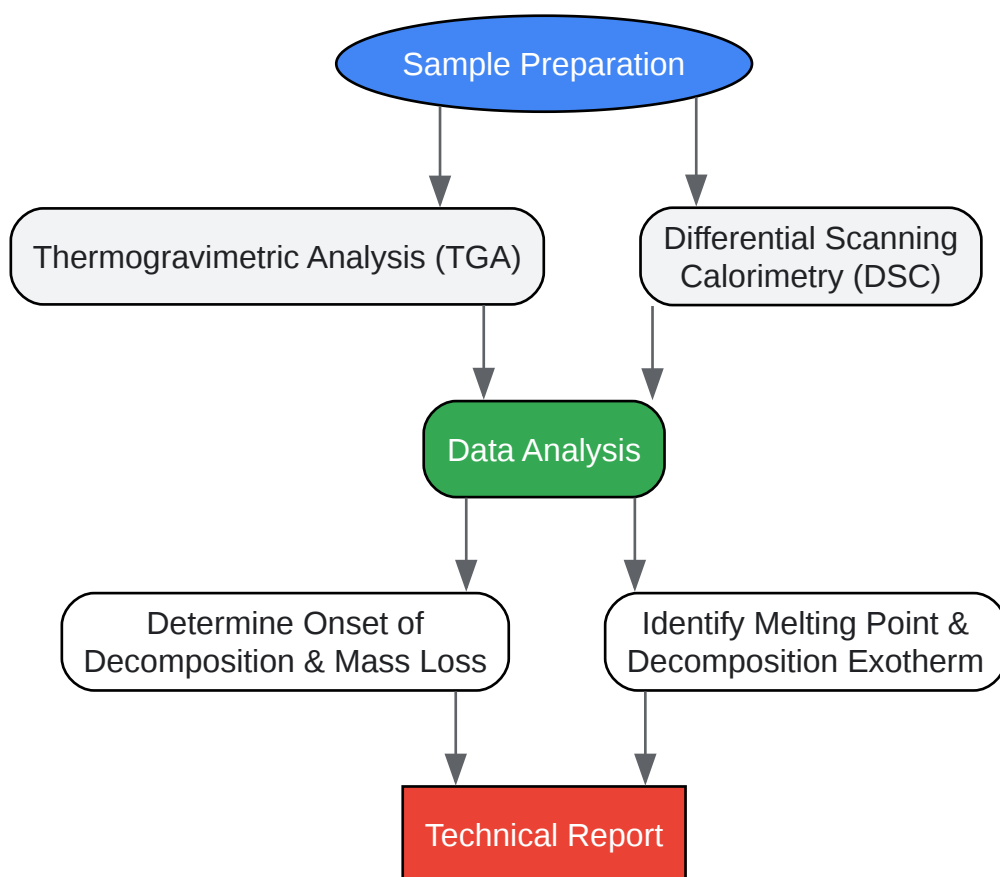 Sample Preparation
Thermogravimetric Analysis (TGA)
Differential Scanning
Calorimetry (DSC)
Data Analysis
Determine Onset of
Decomposition & Mass Loss
Identify Melting Point &
Decomposition Exotherm
Technical Report